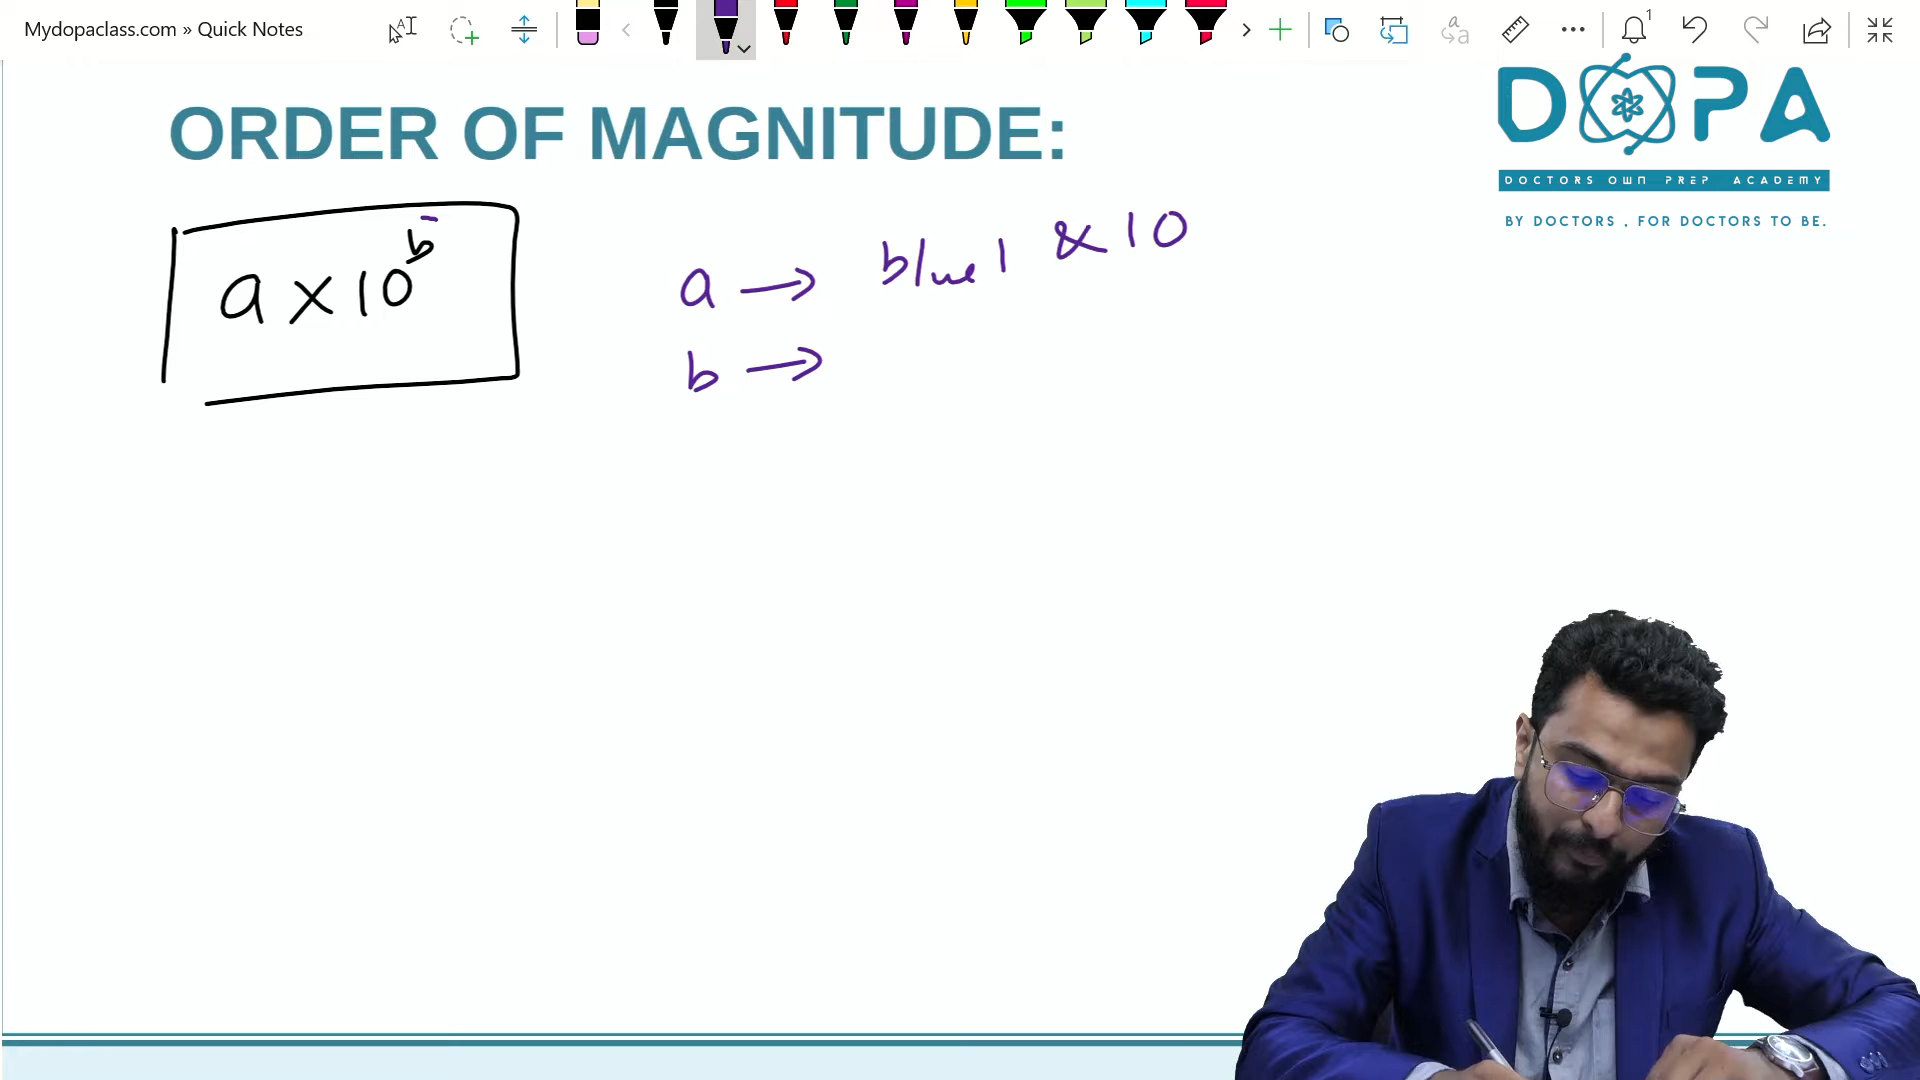 Mydopaclass.com » Quick Notes
1
DOPA
DOCTORS OWN PREP ACADEMY
BY DOCTORS , FOR DOCTORS TO BE.
ORDER OF MAGNITUDE:
a × 10^b
a → b/w 1 & 10
b →